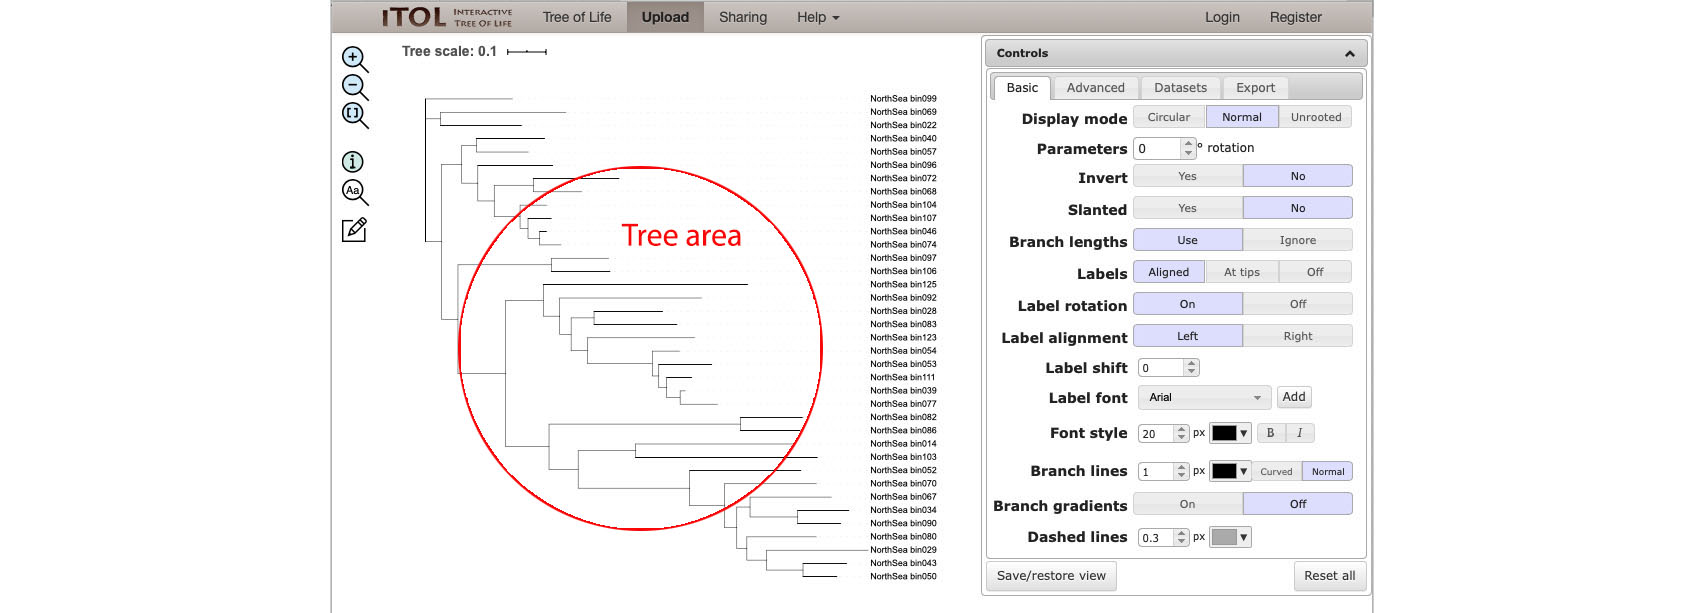 iTOL INTERACTIVE TREE OF LIFE Tree of Life Upload Sharing Help Login Register
Tree scale: 0.1
Aa
NorthSea bin099
NorthSea bin069
NorthSea bin022
NorthSea bin040
NorthSea bin057
NorthSea bin096
NorthSea bin072
NorthSea bin068
NorthSea bin104
NorthSea bin107
NorthSea bin046
NorthSea bin074
NorthSea bin097
NorthSea bin106
NorthSea bin125
NorthSea bin092
NorthSea bin028
NorthSea bin083
NorthSea bin123
NorthSea bin054
NorthSea bin053
NorthSea bin111
NorthSea bin039
NorthSea bin077
NorthSea bin082
NorthSea bin086
NorthSea bin014
NorthSea bin103
NorthSea bin052
NorthSea bin070
NorthSea bin067
NorthSea bin034
NorthSea bin090
NorthSea bin080
NorthSea bin029
NorthSea bin043
NorthSea bin050
Tree area
Controls
Basic Advanced Datasets Export
Display mode Circular Normal Unrooted
Parameters 0 ° rotation
Invert Yes No
Slanted Yes No
Branch lengths Use Ignore
Labels Aligned At tips Off
Label rotation On Off
Label alignment Left Right
Label shift 0
Label font Arial Add
Font style 20 px B I
Branch lines 1 px Curved Normal
Branch gradients On Off
Dashed lines 0.3 px
Save/restore view Reset all